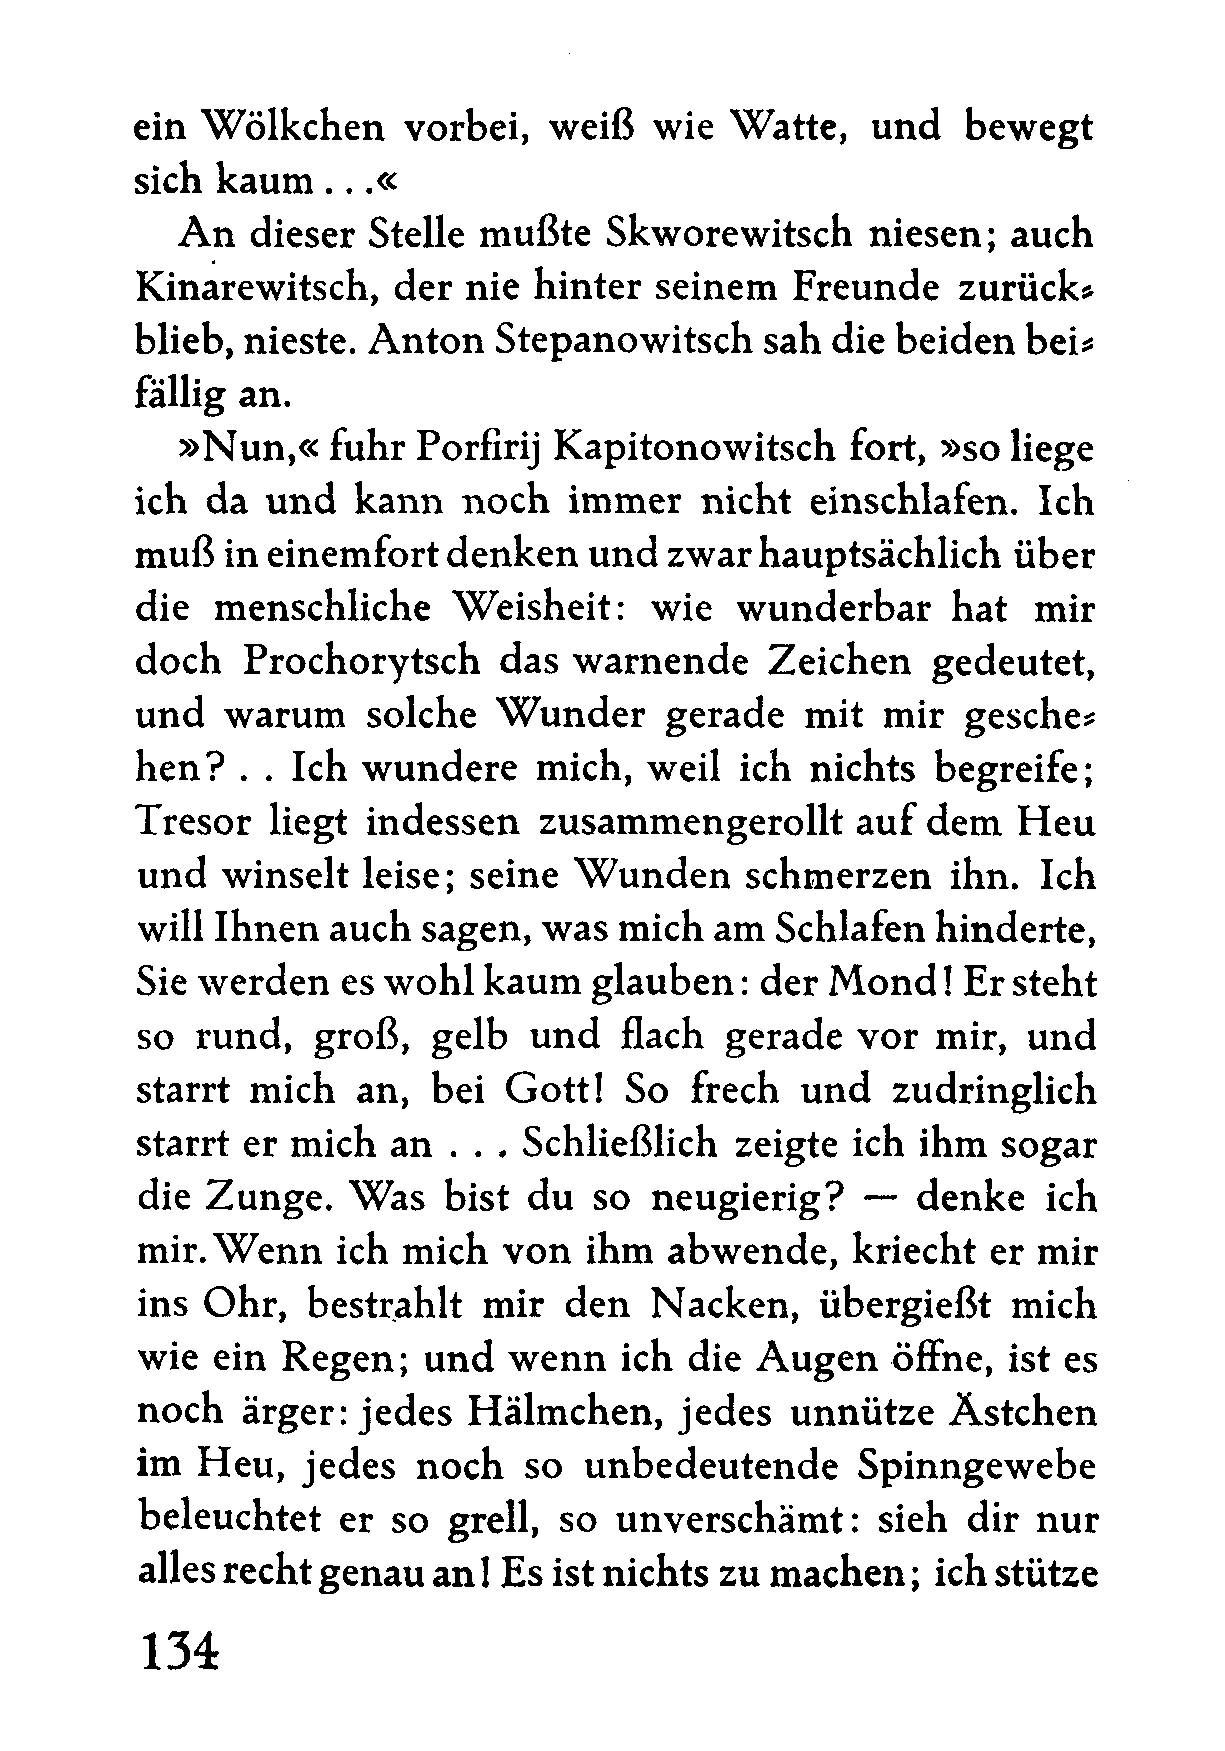 ein Wölkchen vorbei, weiß wie Watte, und bewegt
sich kaum . . .«
An dieser Stelle mußte Skworewitsch niesen; auch
Kinarewitsch, der nie hinter seinem Freunde zurück⸗
blieb, nieste. Anton Stepanowitsch sah die beiden bei⸗
fällig an.
»Nun,« fuhr Porfirij Kapitonowitsch fort, »so liege
ich da und kann noch immer nicht einschlafen. Ich
muß in einemfort denken und zwar hauptsächlich über
die menschliche Weisheit: wie wunderbar hat mir
doch Prochorytsch das warnende Zeichen gedeutet,
und warum solche Wunder gerade mit mir gesche⸗
hen? . . Ich wundere mich, weil ich nichts begreife;
Tresor liegt indessen zusammengerollt auf dem Heu
und winselt leise; seine Wunden schmerzen ihn. Ich
will Ihnen auch sagen, was mich am Schlafen hinderte,
Sie werden es wohl kaum glauben: der Mond! Er steht
so rund, groß, gelb und flach gerade vor mir, und
starrt mich an, bei Gott! So frech und zudringlich
starrt er mich an . . . Schließlich zeigte ich ihm sogar
die Zunge. Was bist du so neugierig? — denke ich
mir. Wenn ich mich von ihm abwende, kriecht er mir
ins Ohr, bestrahlt mir den Nacken, übergießt mich
wie ein Regen; und wenn ich die Augen öffne, ist es
noch ärger: jedes Hälmchen, jedes unnütze Ästchen
im Heu, jedes noch so unbedeutende Spinngewebe
beleuchtet er so grell, so unverschämt: sieh dir nur
alles recht genau an! Es ist nichts zu machen; ich stütze
134